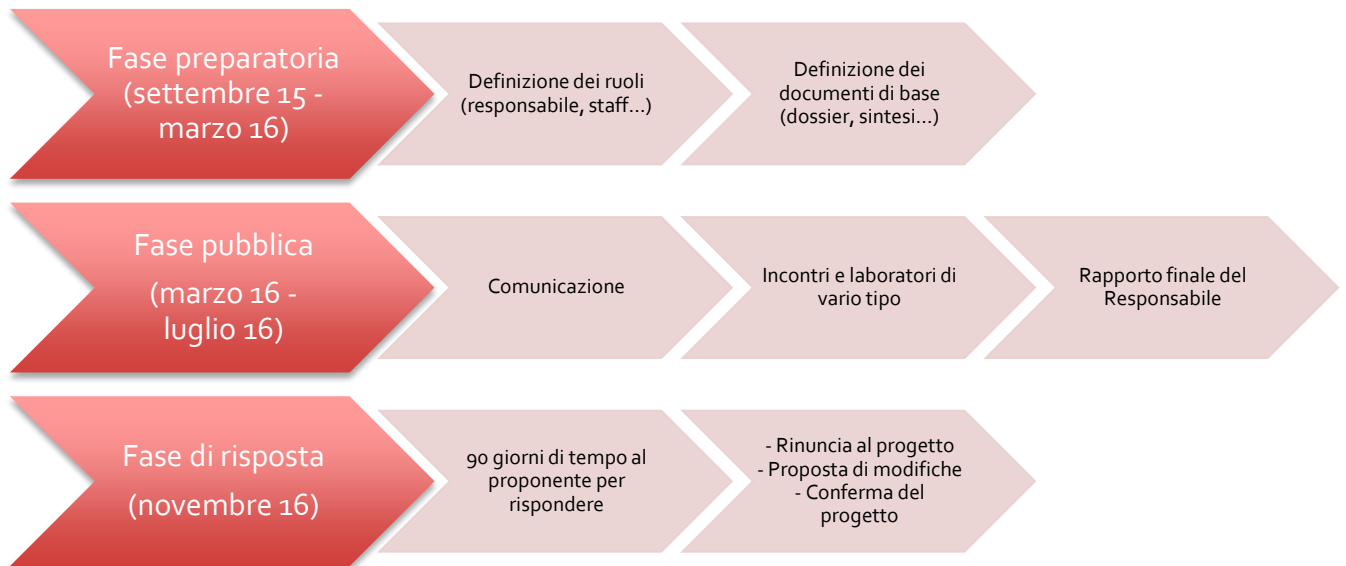 Fase preparatoria
(settembre 15 -
marzo 16)
Definizione dei ruoli
(responsabile, staff...)
Definizione dei
documenti di base
(dossier, sintesi...)
Fase pubblica
(marzo 16 -
luglio 16)
Comunicazione
Incontri e laboratori di
vario tipo
Rapporto finale del
Responsabile
Fase di risposta
(novembre 16)
90 giorni di tempo al
proponente per
rispondere
- Rinuncia al progetto
- Proposta di modifiche
- Conferma del
progetto